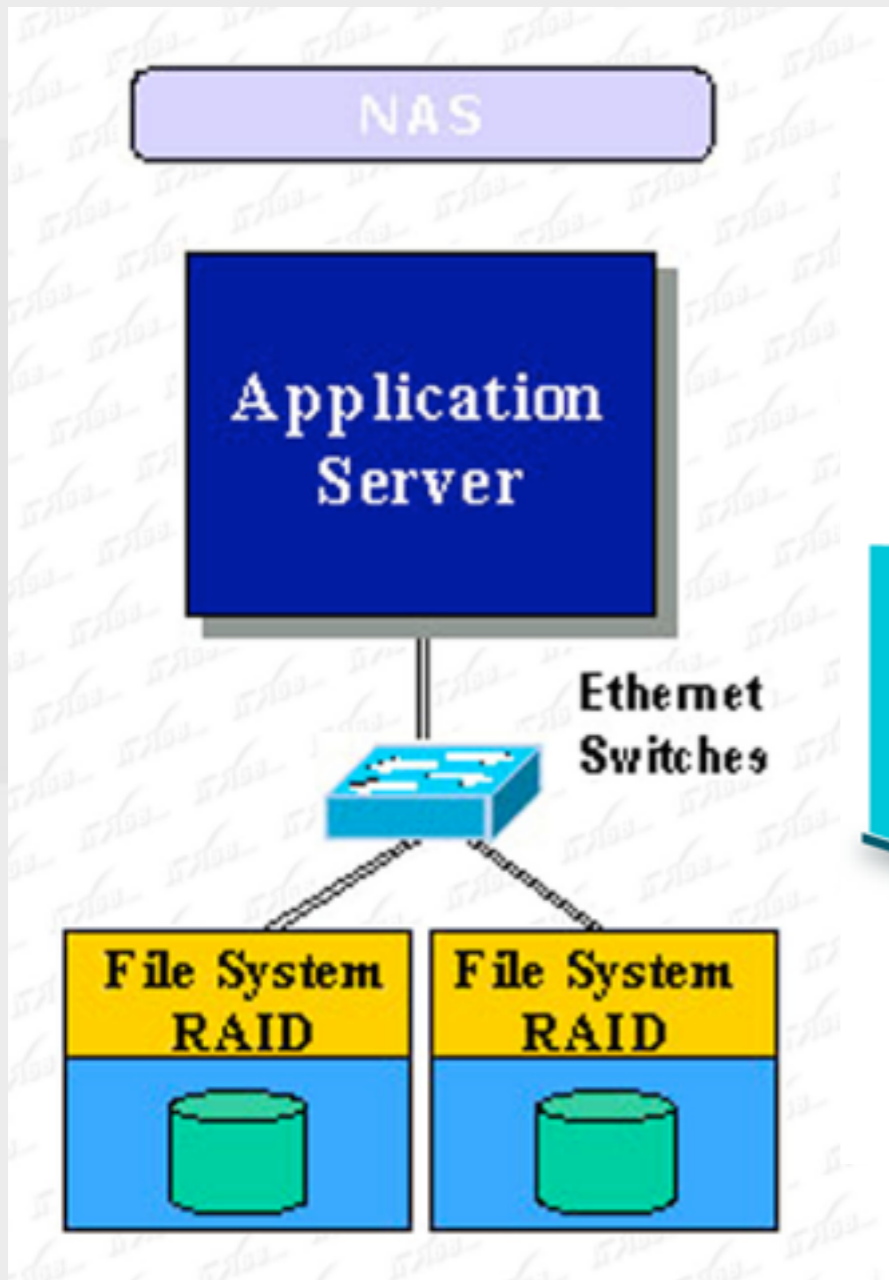 NAS
Application
Server
Ethernet
Switches
File System
RAID
File System
RAID